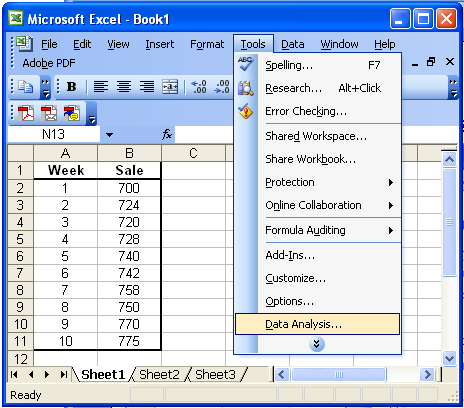 Microsoft Excel - Book1
File Edit View Insert Format Tools Data Window Help
Adobe PDF
B
N13 fx
A B C
1 Week Sale
2 1 700
3 2 724
4 3 720
5 4 728
6 5 740
7 6 742
8 7 758
9 8 750
10 9 770
11 10 775
12
Spelling... F7
Research... Alt+Click
Error Checking...
Shared Workspace...
Share Workbook...
Protection
Online Collaboration
Formula Auditing
Add-Ins...
Customize...
Options...
Data Analysis...
Sheet1 Sheet2 Sheet3
Ready